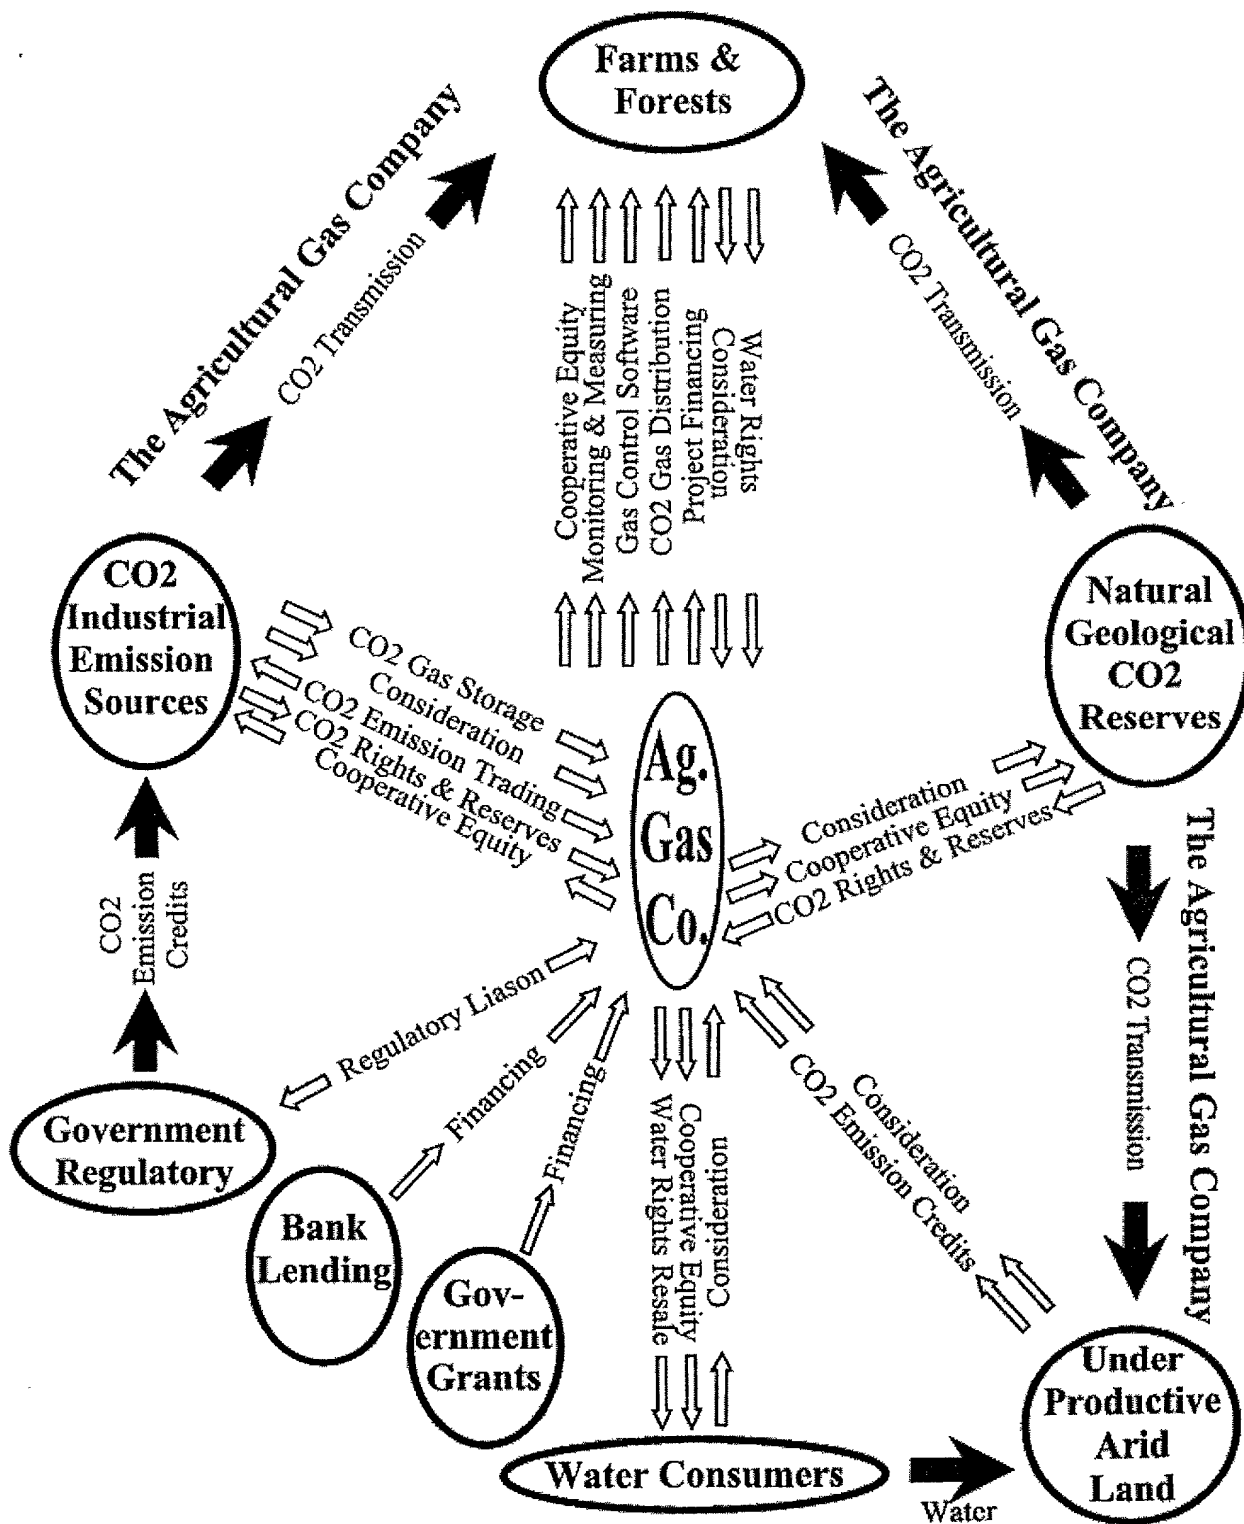 Farms &
Forests
The Agricultural Gas Company
CO2 Transmission
The Agricultural Gas Company
CO2 Transmission
Cooperative Equity
Monitoring & Measuring
Gas Control Software
CO2 Gas Distribution
Project Financing
Consideration
Water Rights
CO2
Industrial
Emission
Sources
Natural
Geological
CO2
Reserves
CO2 Gas Storage
Consideration
CO2 Emission Trading
CO2 Rights & Reserves
Cooperative Equity
Ag.
Gas
Co.
Consideration
Cooperative Equity
CO2 Rights & Reserves
The Agricultural Gas Company
CO2 Transmission
CO2
Emission
Credits
Regulatory Liason
Financing
Financing
Water Rights Resale
Cooperative Equity
Consideration
Consideration
CO2 Emission Credits
Government
Regulatory
Bank
Lending
Gov-
ernment
Grants
Water Consumers
Water
Under
Productive
Arid
Land